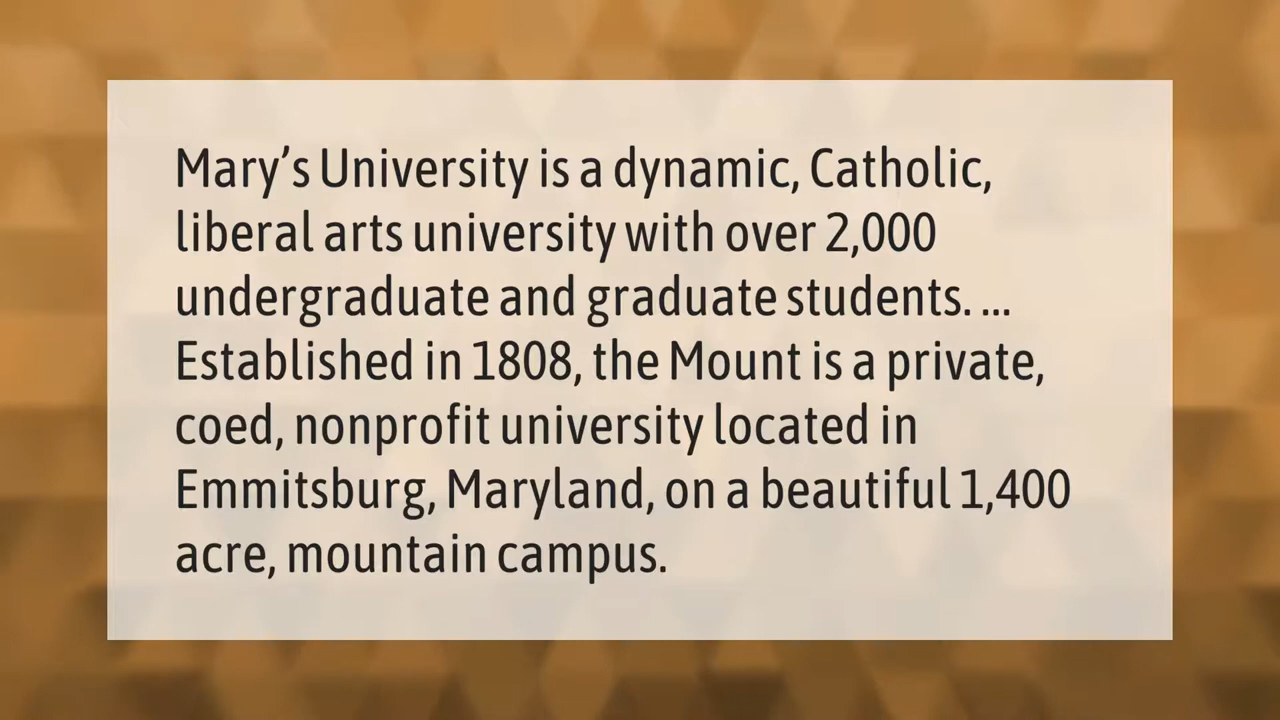 Mary’s University is a dynamic, Catholic,
liberal arts university with over 2,000
undergraduate and graduate students. ...
Established in 1808, the Mount is a private,
coed, nonprofit university located in
Emmitsburg, Maryland, on a beautiful 1,400
acre, mountain campus.